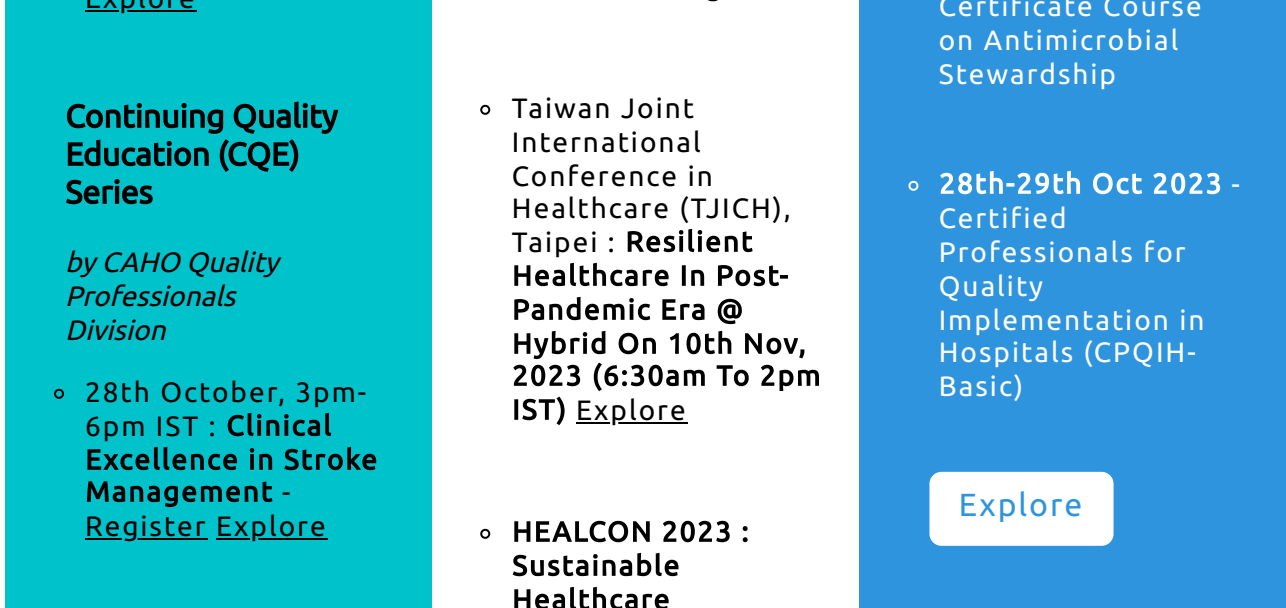 Explore
Continuing Quality
Education (CQE)
Series
by CAHO Quality
Professionals
Division
28th October, 3pm-
6pm IST : Clinical
Excellence in Stroke
Management -
Register Explore
Taiwan Joint
International
Conference in
Healthcare (TJICH),
Taipei : Resilient
Healthcare In Post-
Pandemic Era @
Hybrid On 10th Nov,
2023 (6:30am To 2pm
IST) Explore
HEALCON 2023 :
Sustainable
Healthcare
Certificate Course
on Antimicrobial
Stewardship
28th-29th Oct 2023 -
Certified
Professionals for
Quality
Implementation in
Hospitals (CPQIH-
Basic)
Explore